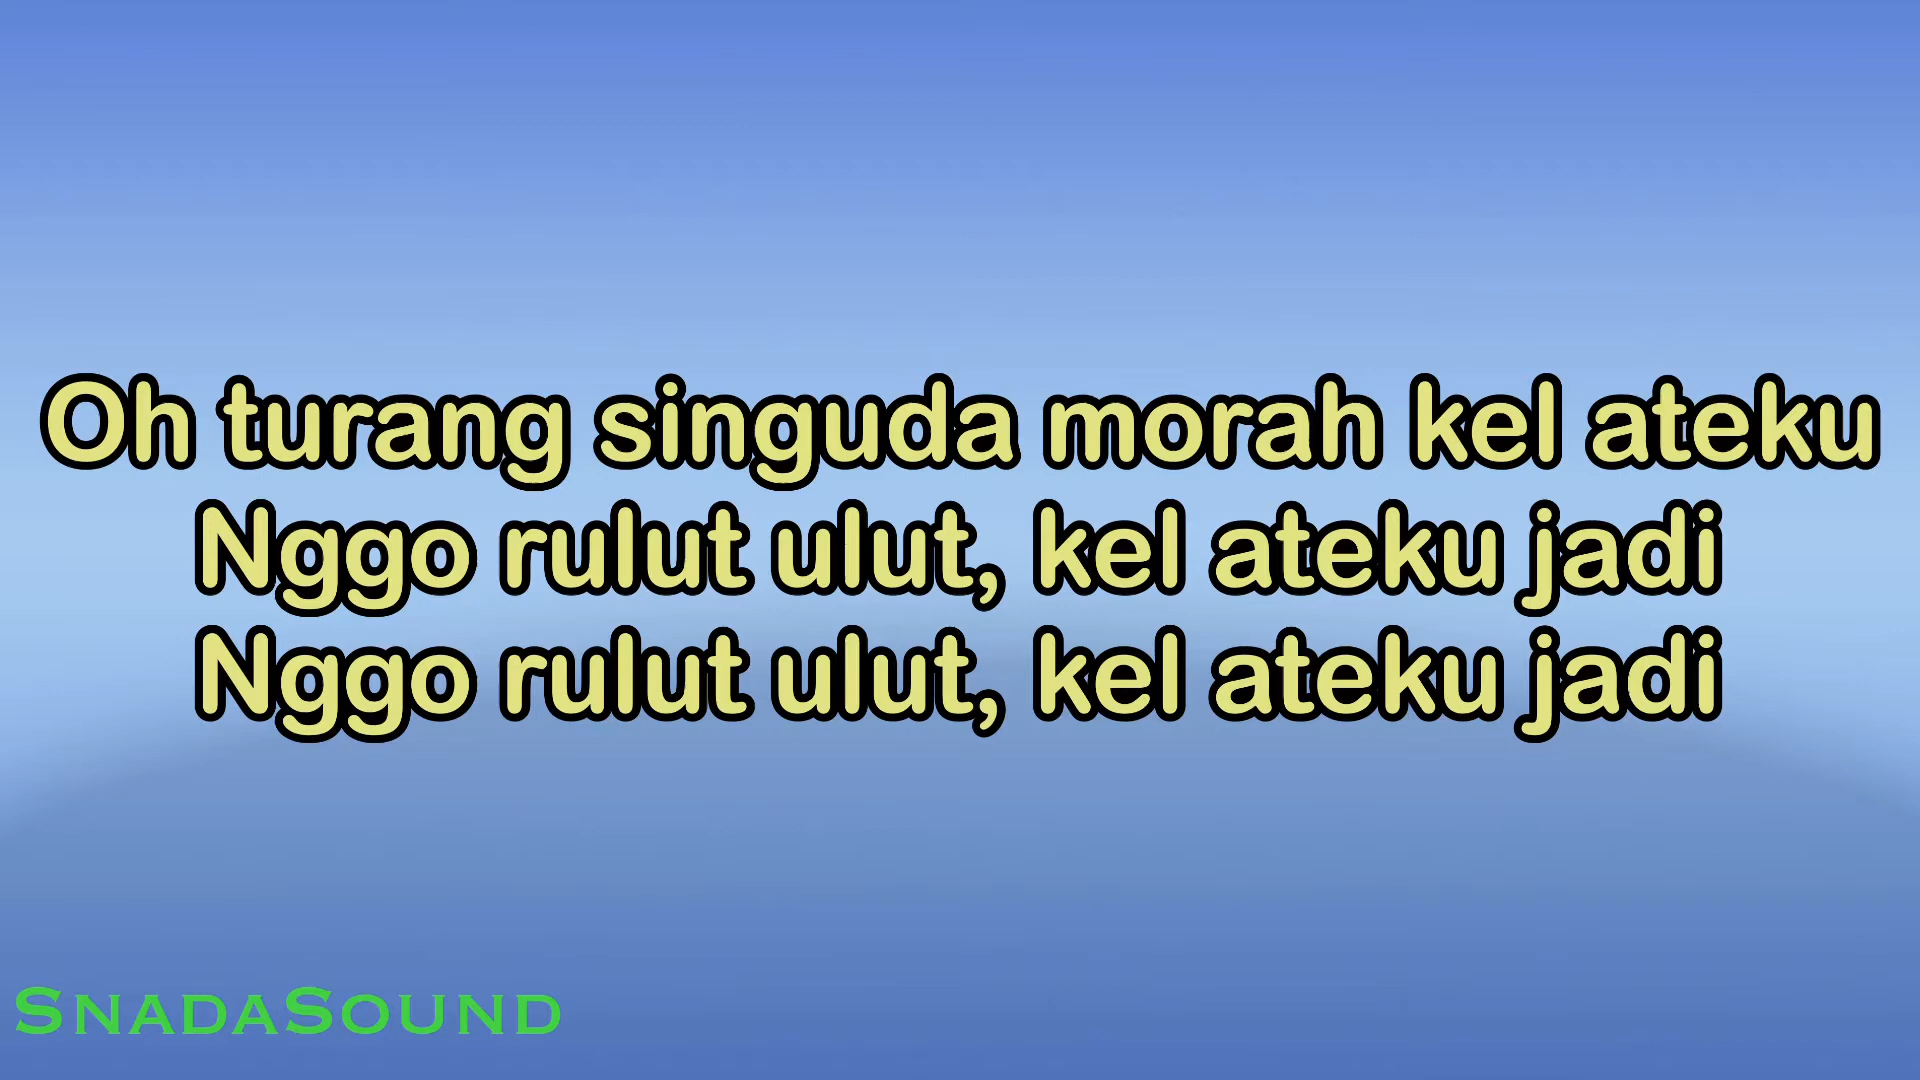 Oh turang singuda morah kel ateku
Nggo rulut ulut, kel ateku jadi
Nggo rulut ulut, kel ateku jadi
SnadaSound